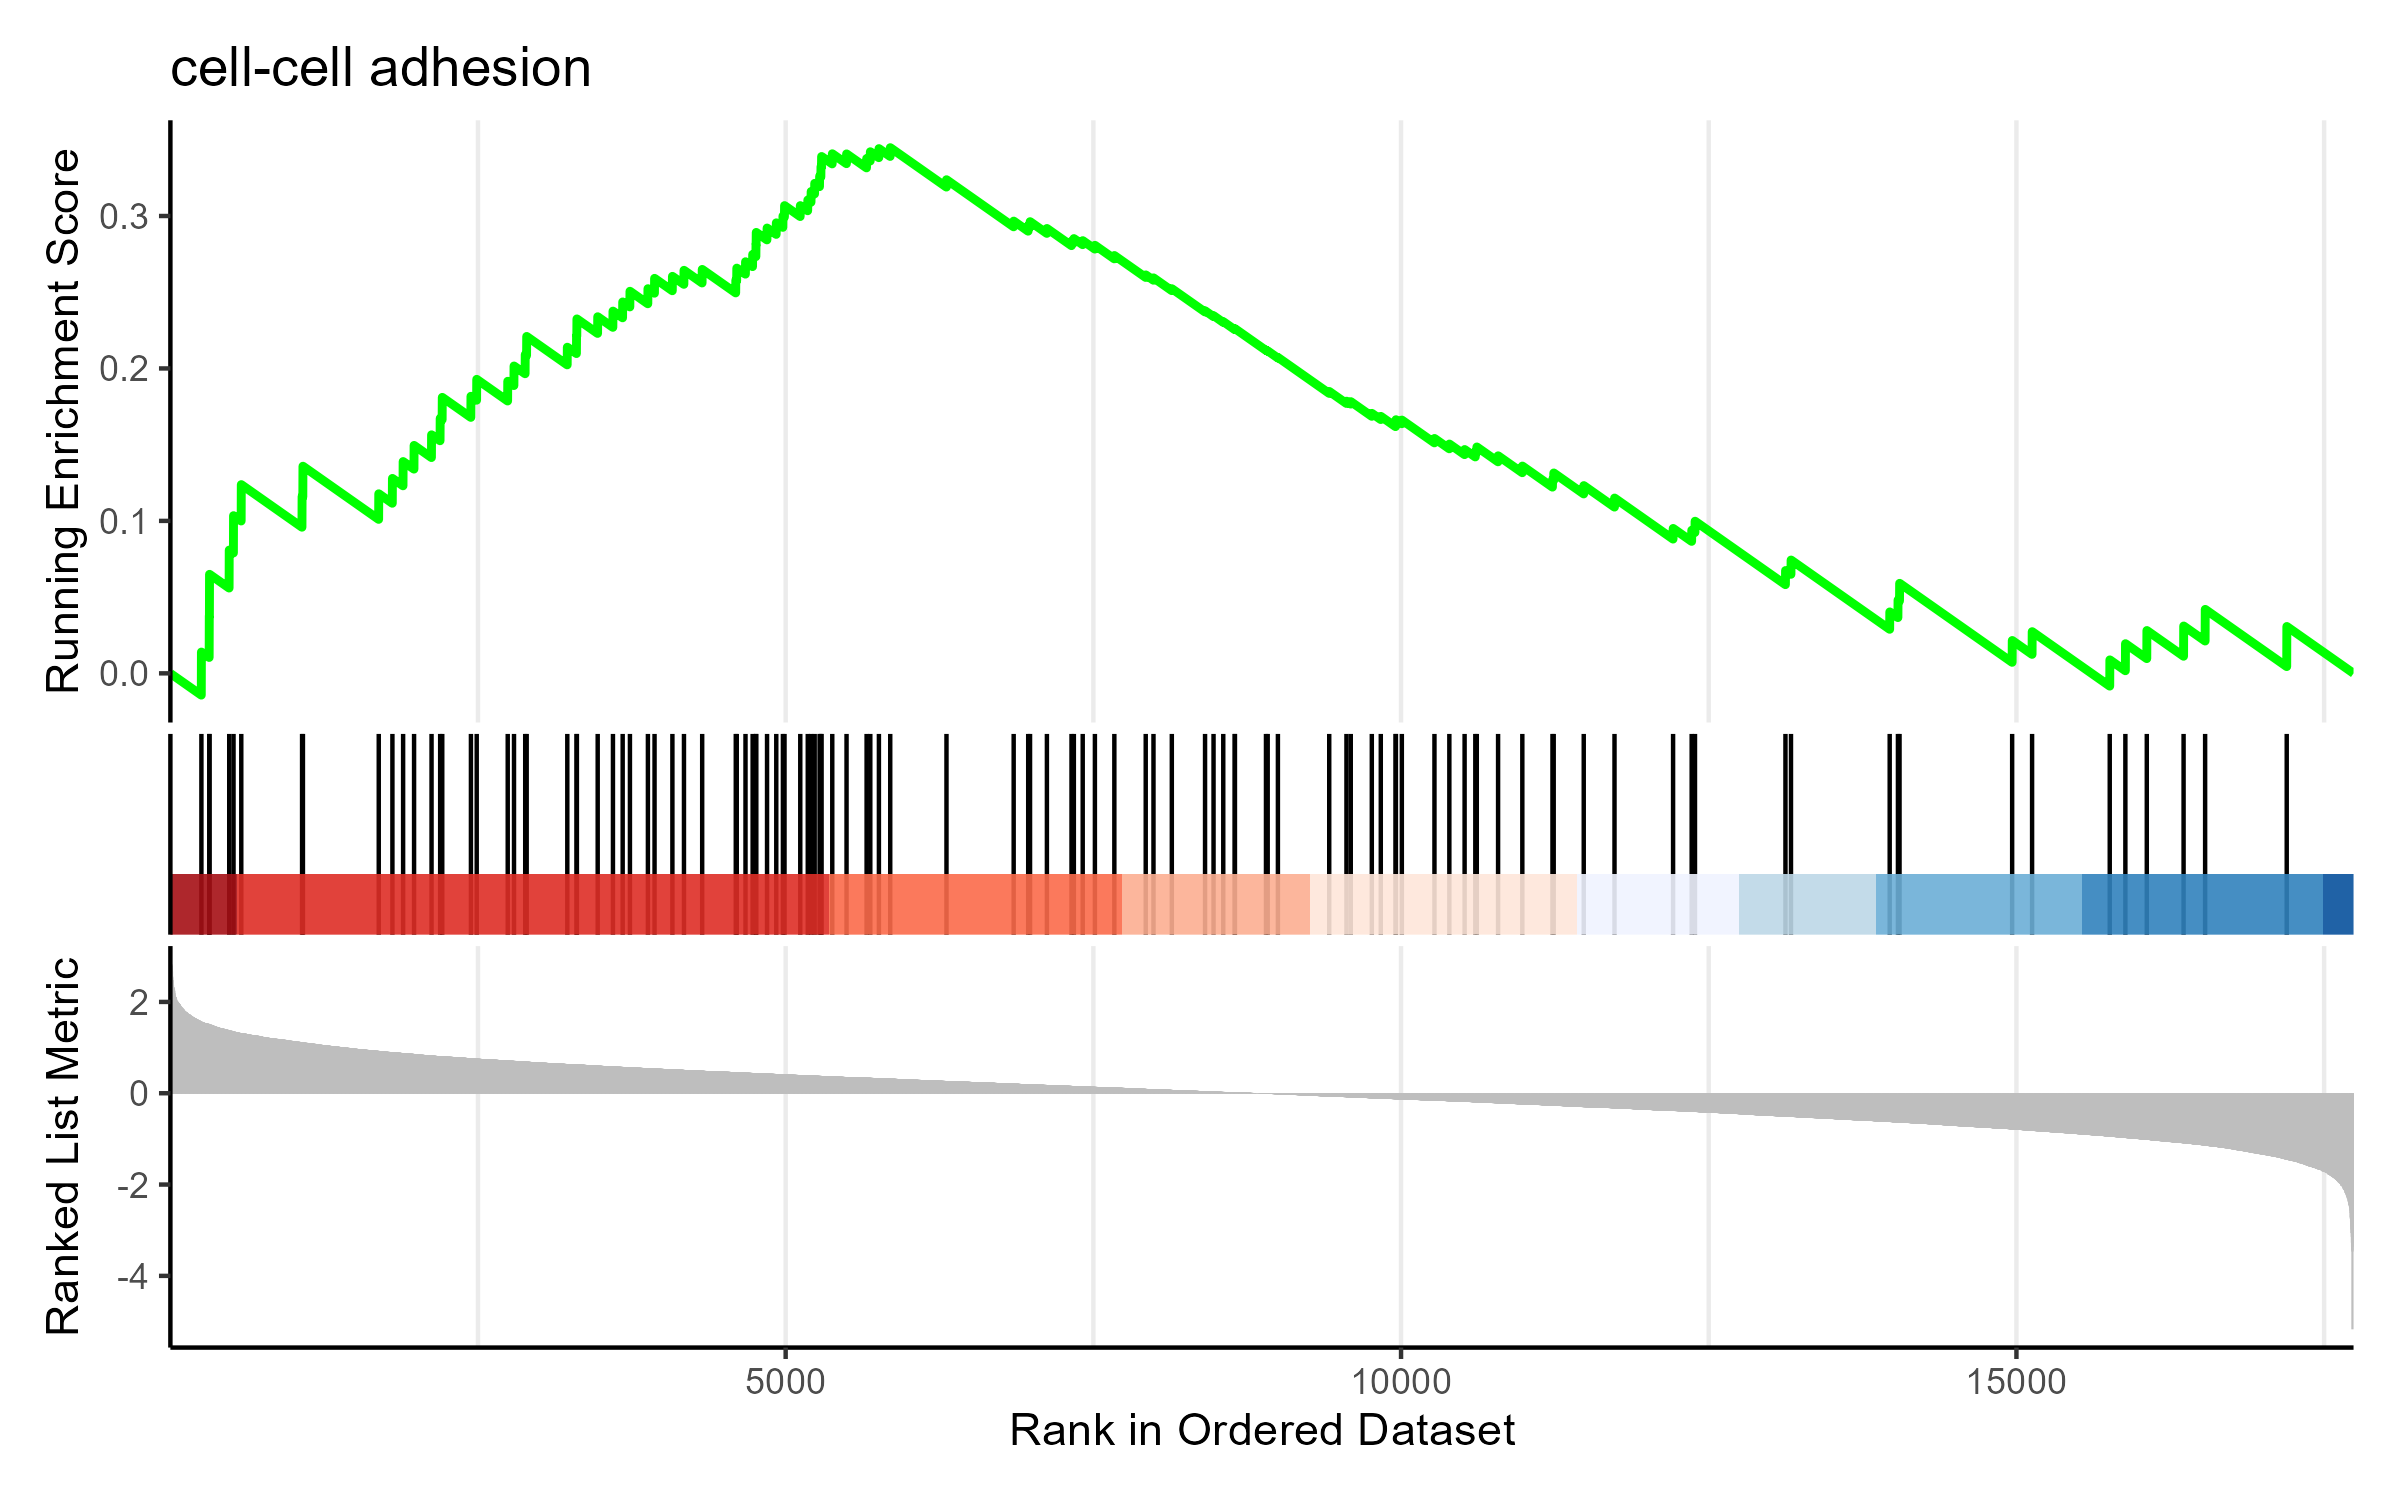 cell-cell adhesion
Running Enrichment Score
0.3
0.2
0.1
0.0
Ranked List Metric
2
0
-2
-4
5000
10000
15000
Rank in Ordered Dataset